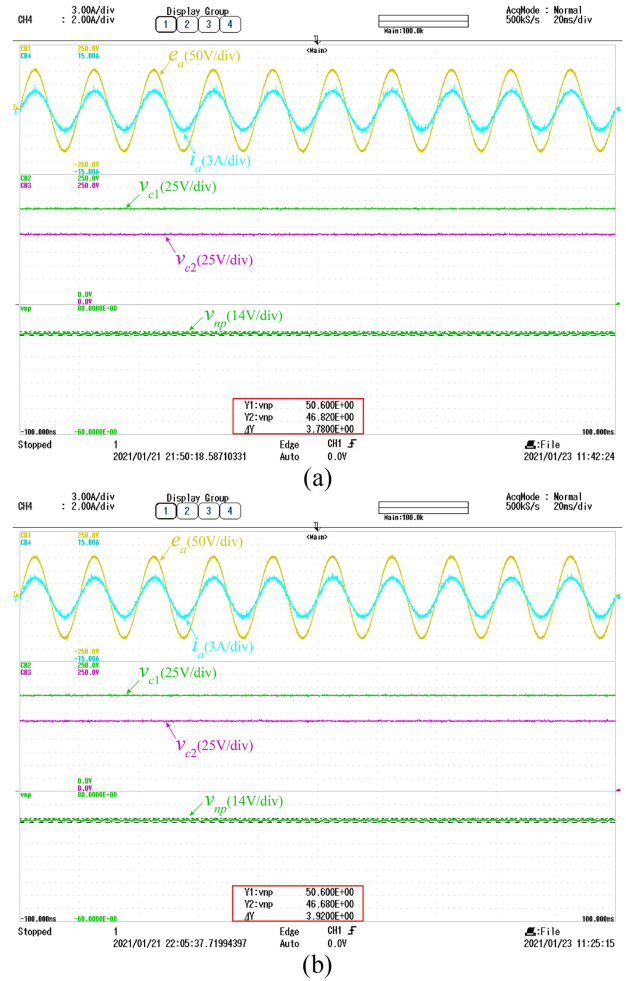 3.00A/div
CH4 : 2.00A/div
Display Group
1 2 3 4
Main:100.0k
AcqMode : Normal
500kS/s 20ms/div
<Main>
CH1 250.0V
CH4 15.00A
ea(50V/div)
ia(3A/div)
-250.0V
-15.00A
CH2 250.0V
CH3 250.0V
vc1(25V/div)
vc2(25V/div)
0.0V
0.0V
vnp 80.0000E+00
vnp(14V/div)
Y1:vnp 50.600E+00
Y2:vnp 46.820E+00
ΔY 3.7800E+00
-100.000ms -60.0000E+00 100.000ms
Stopped 1 Edge CH1 File
2021/01/21 21:50:18.58710331 Auto 0.0V 2021/01/23 11:42:24
(a)
3.00A/div
CH4 : 2.00A/div
Display Group
1 2 3 4
Main:100.0k
AcqMode : Normal
500kS/s 20ms/div
<Main>
CH1 250.0V
CH4 15.00A
ea(50V/div)
ia(3A/div)
-250.0V
-15.00A
CH2 250.0V
CH3 250.0V
vc1(25V/div)
vc2(25V/div)
0.0V
0.0V
vnp 80.0000E+00
vnp(14V/div)
Y1:vnp 50.600E+00
Y2:vnp 46.680E+00
ΔY 3.9200E+00
-100.000ms -60.0000E+00 100.000ms
Stopped 1 Edge CH1 :File
2021/01/21 22:05:37.71994397 Auto 0.0V 2021/01/23 11:25:15
(b)